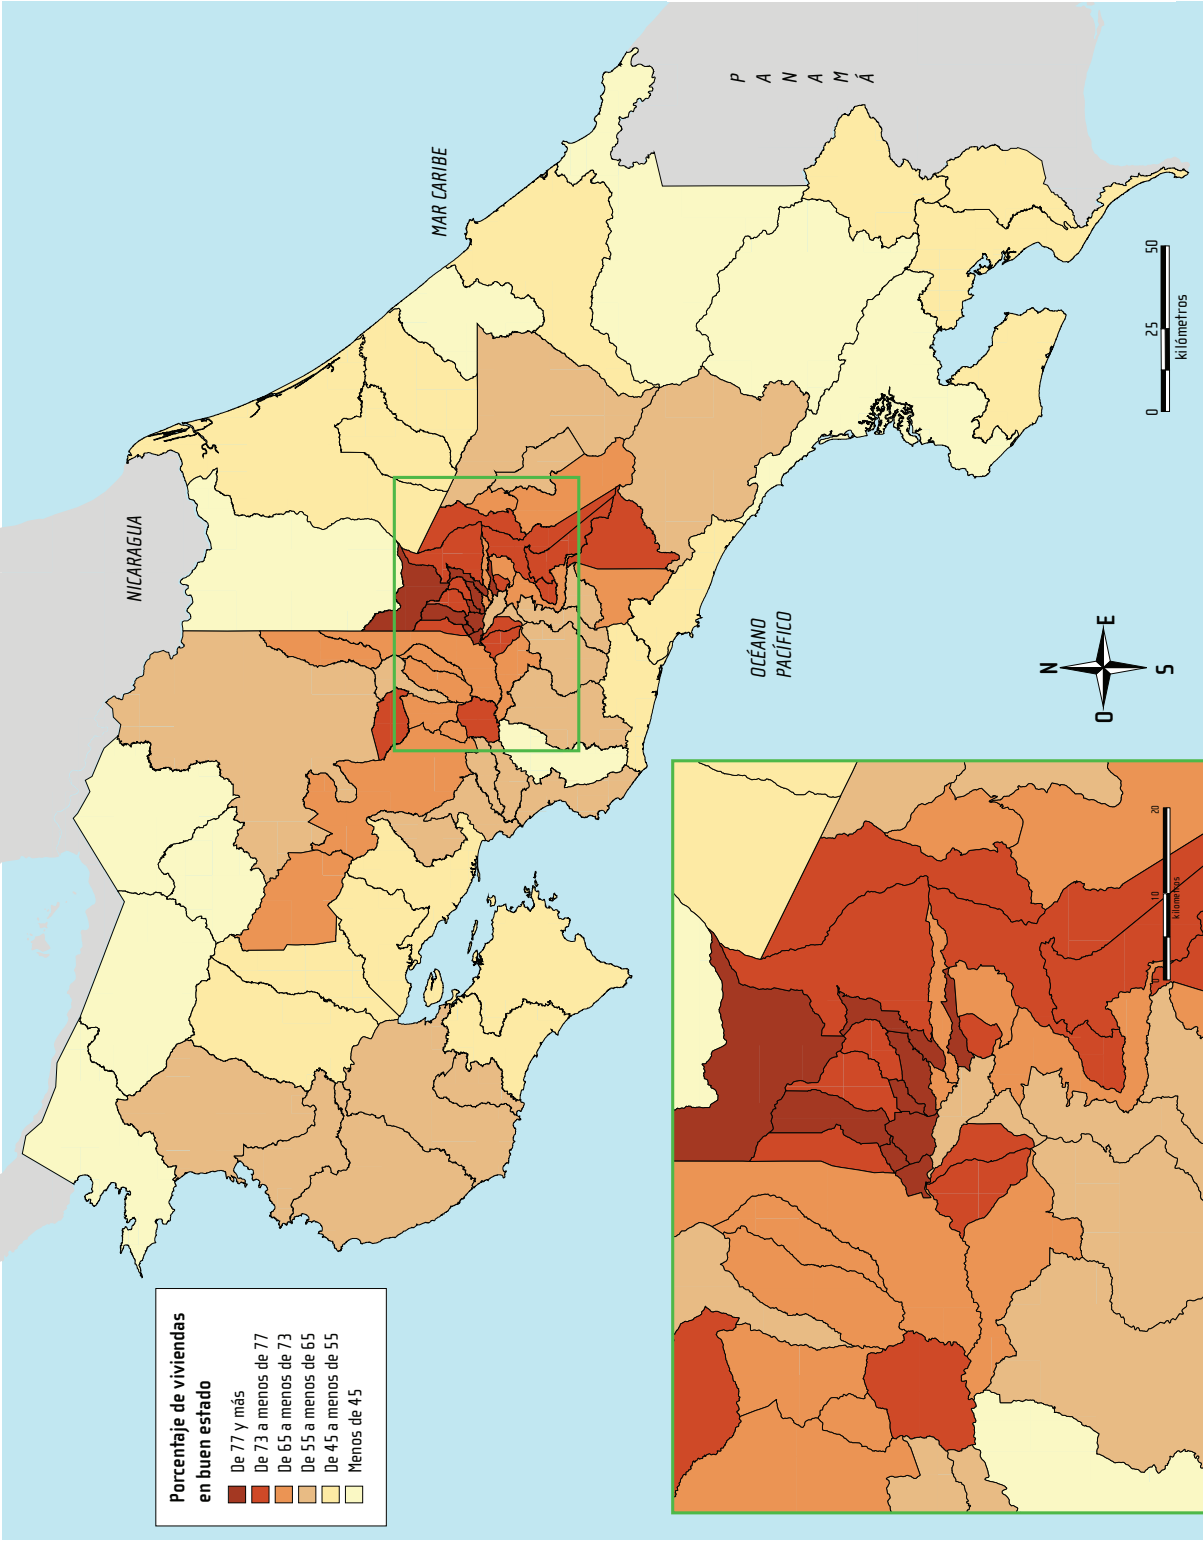 NICARAGUA
MAR CARIBE
P A N A M Á
OCÉANO
PACÍFICO
Porcentaje de viviendas
en buen estado
De 77 y más
De 73 a menos de 77
De 65 a menos de 73
De 55 a menos de 65
De 45 a menos de 55
Menos de 45
N
O
E
S
0 25 50
kilómetros
0 10 20
kilometros